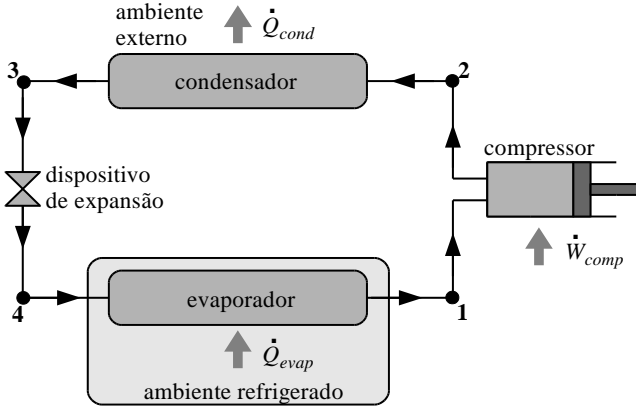 ambiente
externo
Q̇cond
3
condensador
2
compressor
dispositivo
de expansão
Ẇcomp
4
evaporador
1
Q̇evap
ambiente refrigerado